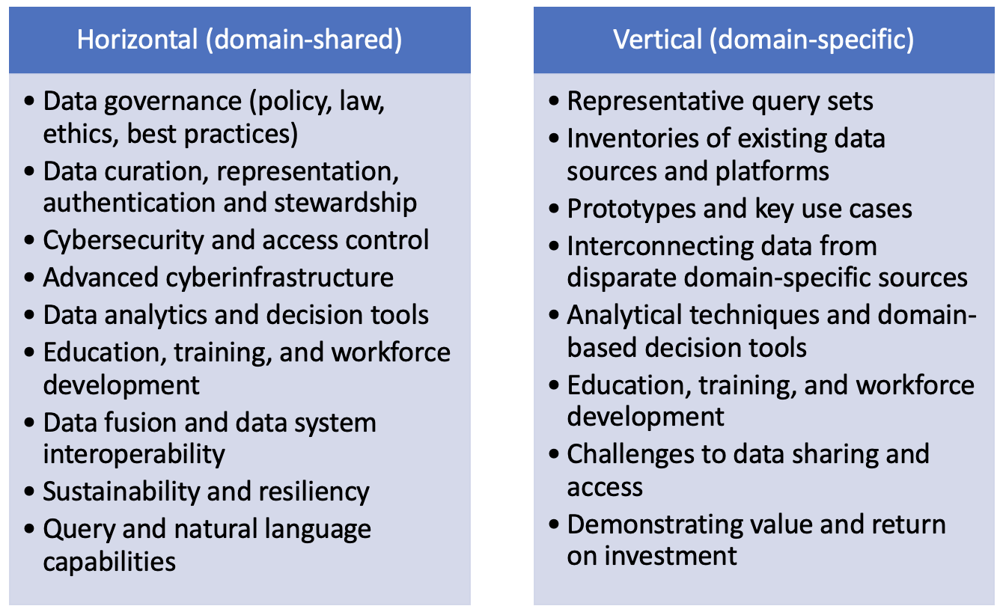 Horizontal (domain-shared)
• Data governance (policy, law,
ethics, best practices)
• Data curation, representation,
authentication and stewardship
• Cybersecurity and access control
• Advanced cyberinfrastructure
• Data analytics and decision tools
• Education, training, and workforce
development
• Data fusion and data system
interoperability
• Sustainability and resiliency
• Query and natural language
capabilities
Vertical (domain-specific)
• Representative query sets
• Inventories of existing data
sources and platforms
• Prototypes and key use cases
• Interconnecting data from
disparate domain-specific sources
• Analytical techniques and domain-
based decision tools
• Education, training, and workforce
development
• Challenges to data sharing and
access
• Demonstrating value and return
on investment